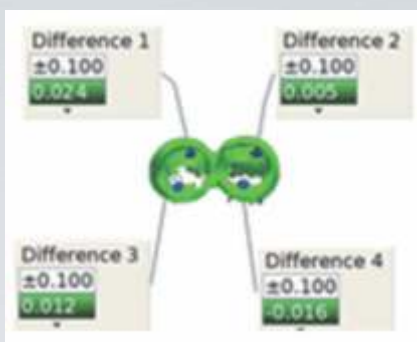 Difference 1
±0.100
0.024
Difference 2
±0.100
0.005
Difference 3
±0.100
0.012
Difference 4
±0.100
-0.016